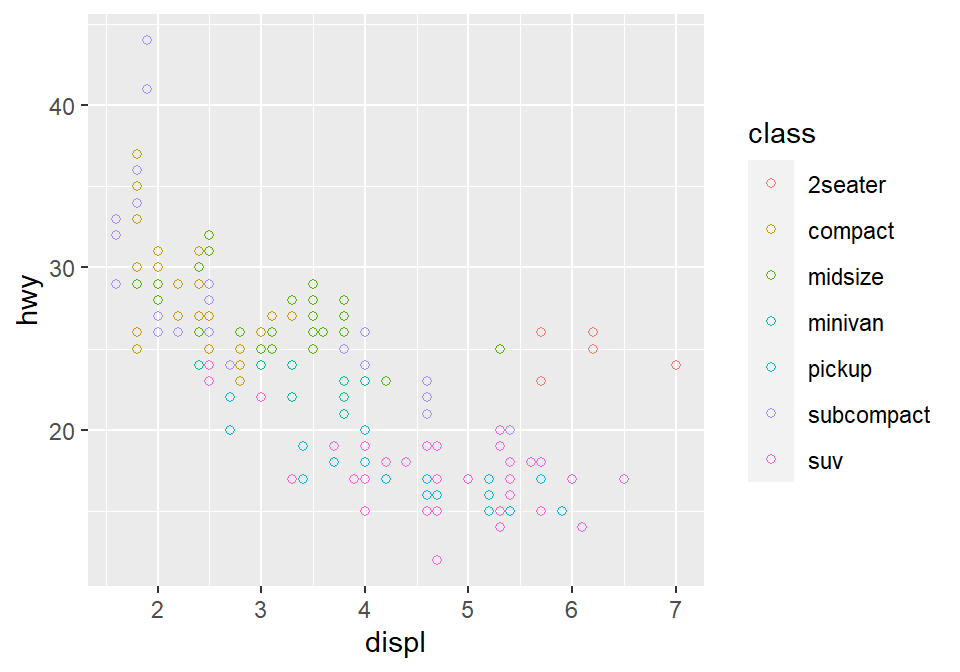 hwy
40
30
20
2 3 4 5 6 7
displ
class
2seater
compact
midsize
minivan
pickup
subcompact
suv